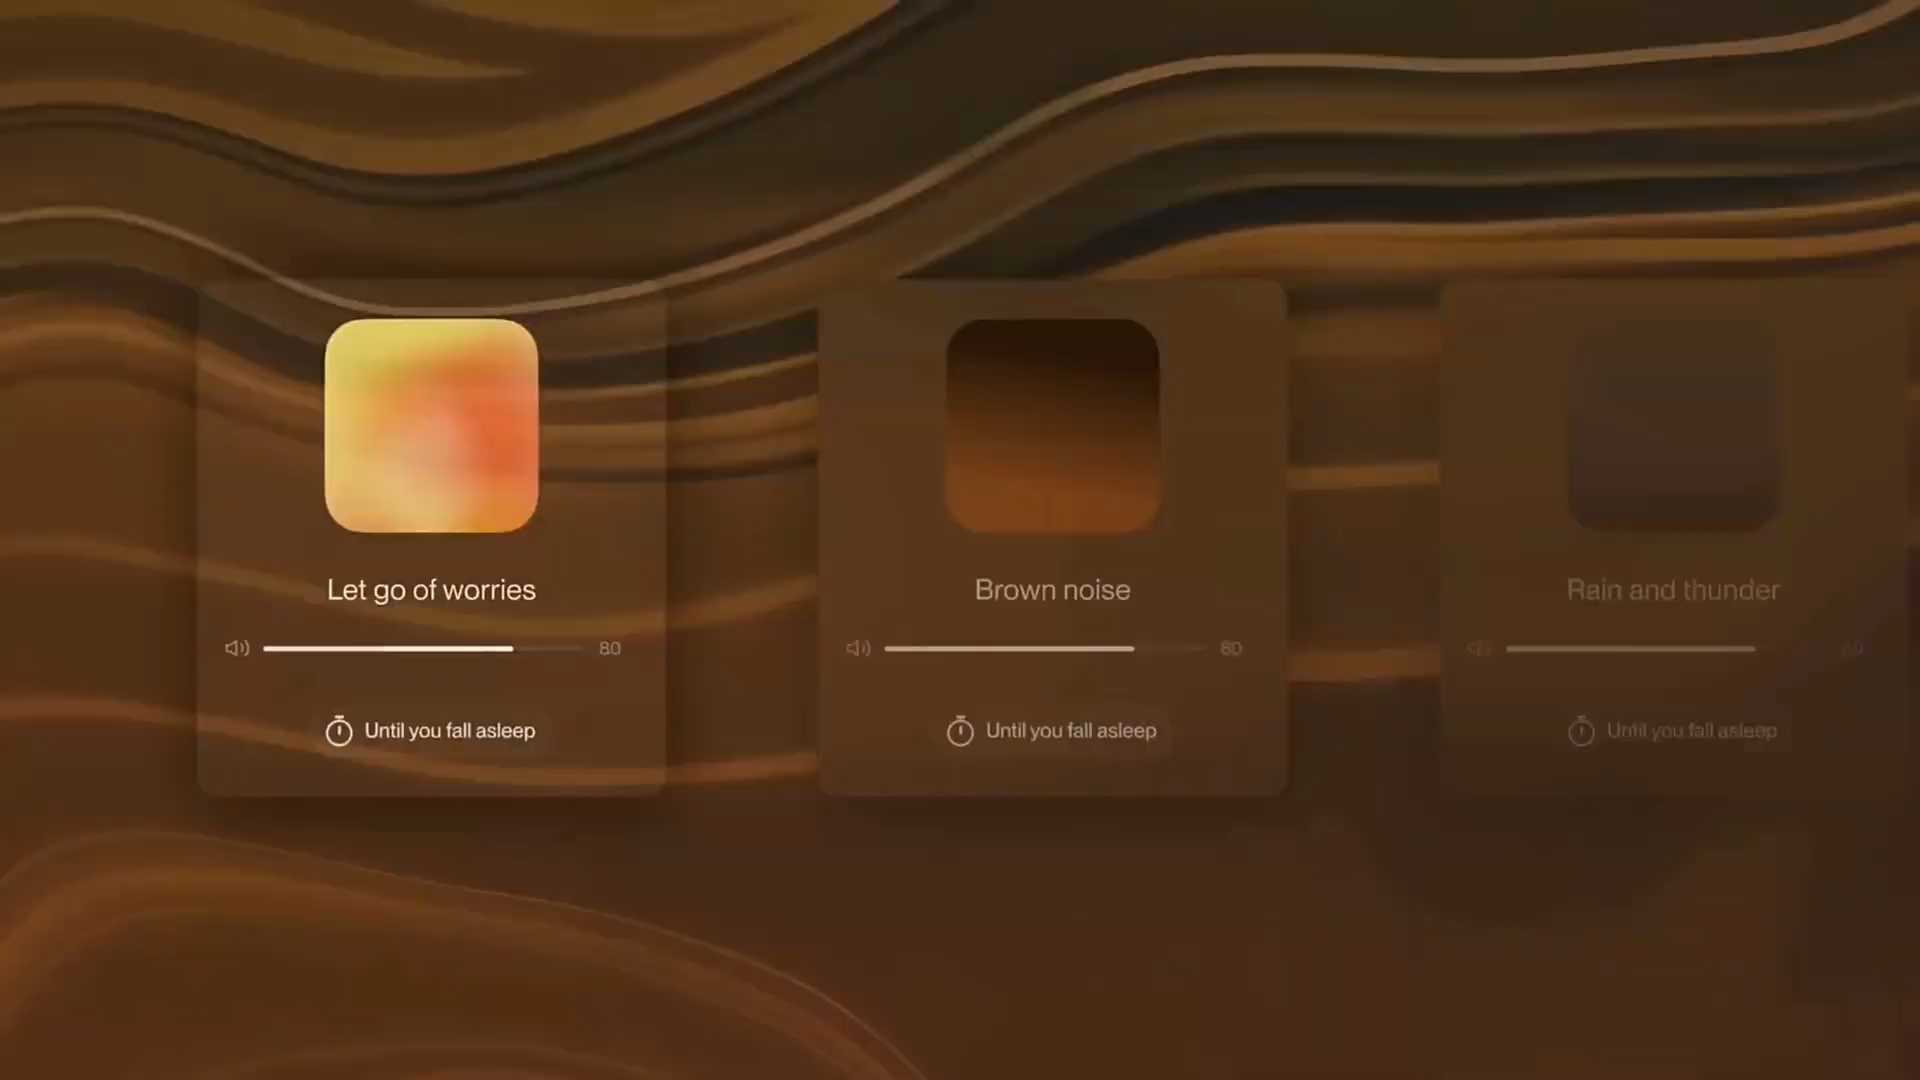 Let go of worries
80
Until you fall asleep
Brown noise
80
Until you fall asleep
Rain and thunder
Until you fall asleep